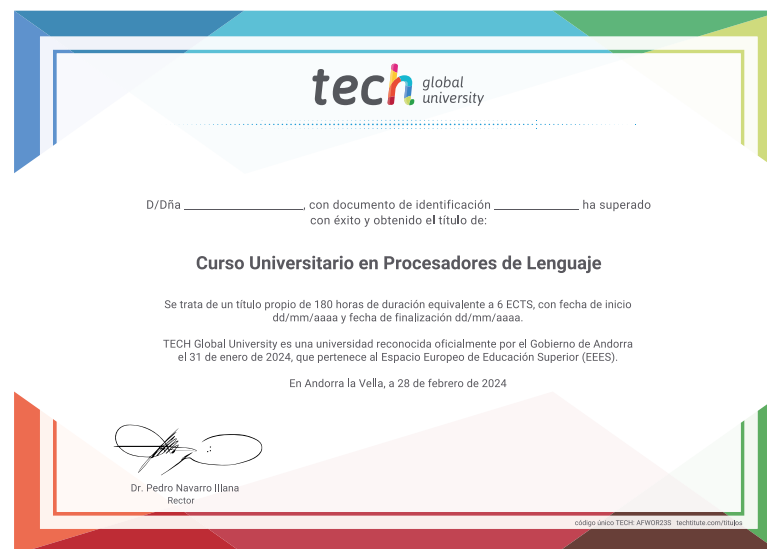 tech global
university
D/Dña ____________________, con documento de identificación ______________ ha superado
con éxito y obtenido el título de:
Curso Universitario en Procesadores de Lenguaje
Se trata de un título propio de 180 horas de duración equivalente a 6 ECTS, con fecha de inicio
dd/mm/aaaa y fecha de finalización dd/mm/aaaa.
TECH Global University es una universidad reconocida oficialmente por el Gobierno de Andorra
el 31 de enero de 2024, que pertenece al Espacio Europeo de Educación Superior (EEES).
En Andorra la Vella, a 28 de febrero de 2024
Dr. Pedro Navarro Illana
Rector
código único TECH: AFWOR23S techtitute.com/titulos